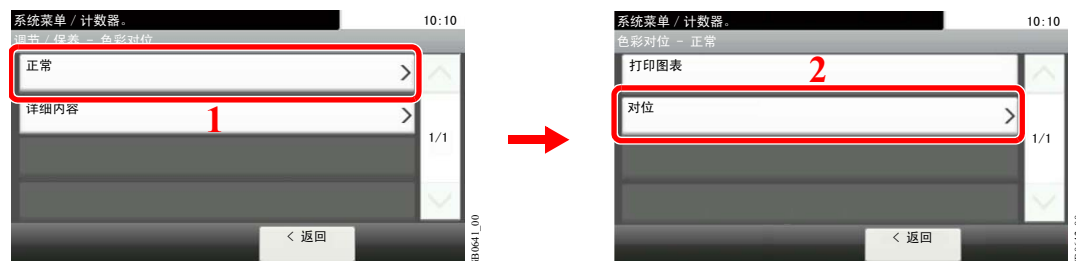 系统菜单 / 计数器。
10:10
调节 / 保养 - 色彩对位
正常
详细内容
1
1/1
< 返回
B0641_00
系统菜单 / 计数器。
10:10
色彩对位 - 正常
打印图表
2
对位
1/1
< 返回